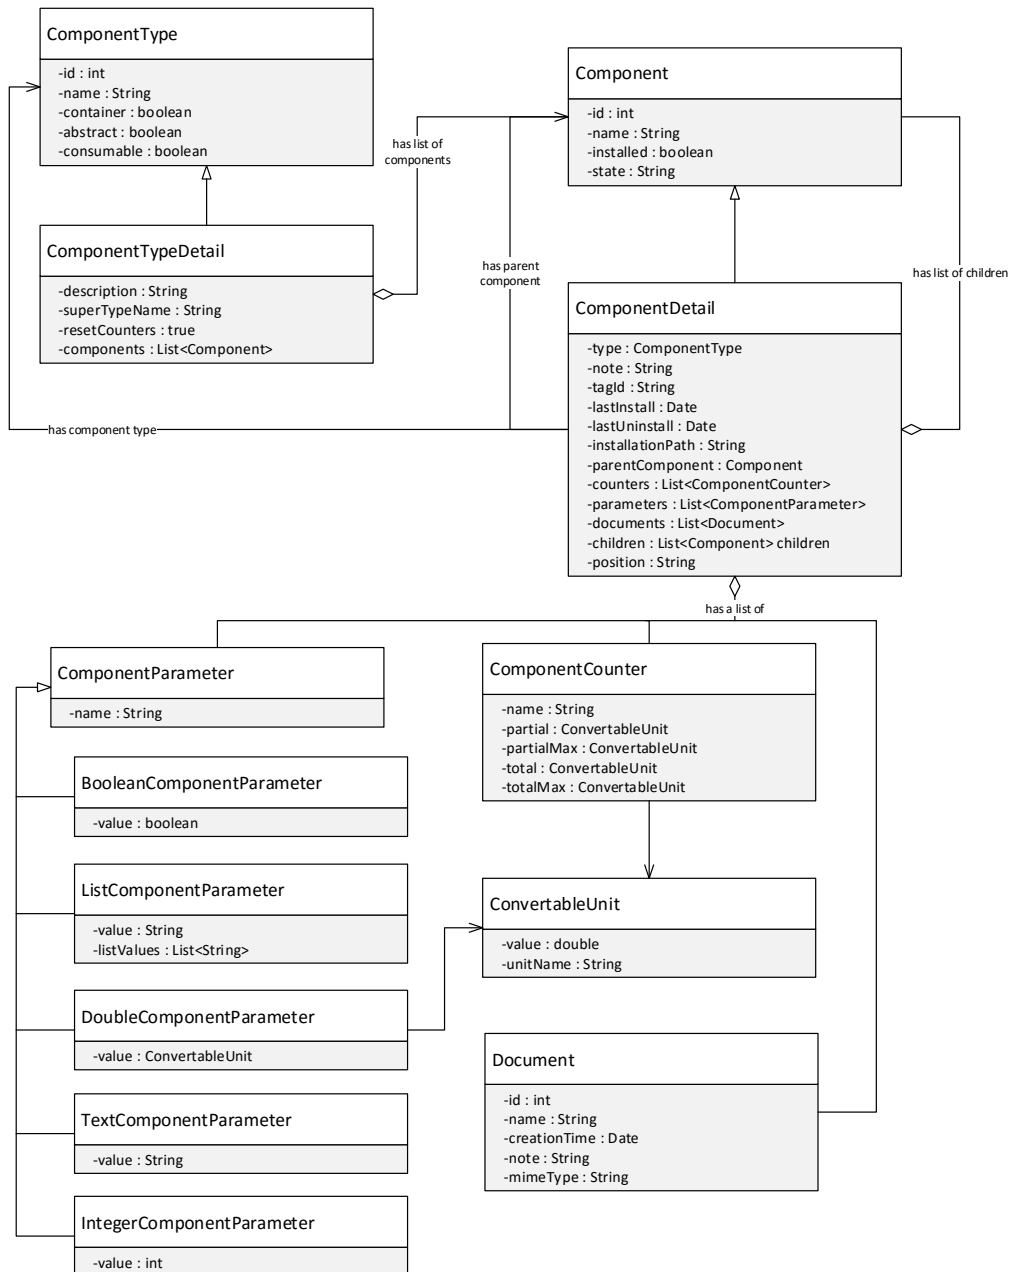 ComponentType
-id : int
-name : String
-container : boolean
-abstract : boolean
-consumable : boolean
Component
-id : int
-name : String
-installed : boolean
-state : String
has list of
components
ComponentTypeDetail
-description : String
-superTypeName : String
-resetCounters : true
-components : List<Component>
has parent
component
has list of children
ComponentDetail
-type : ComponentType
-note : String
-tagId : String
-lastInstall : Date
-lastUninstall : Date
-installationPath : String
-parentComponent : Component
-counters : List<ComponentCounter>
-parameters : List<ComponentParameter>
-documents : List<Document>
-children : List<Component> children
-position : String
has component type
has a list of
ComponentParameter
-name : String
ComponentCounter
-name : String
-partial : ConvertableUnit
-partialMax : ConvertableUnit
-total : ConvertableUnit
-totalMax : ConvertableUnit
BooleanComponentParameter
-value : boolean
ListComponentParameter
-value : String
-listValues : List<String>
ConvertableUnit
-value : double
-unitName : String
DoubleComponentParameter
-value : ConvertableUnit
Document
-id : int
-name : String
-creationTime : Date
-note : String
-mimeType : String
TextComponentParameter
-value : String
IntegerComponentParameter
-value : int